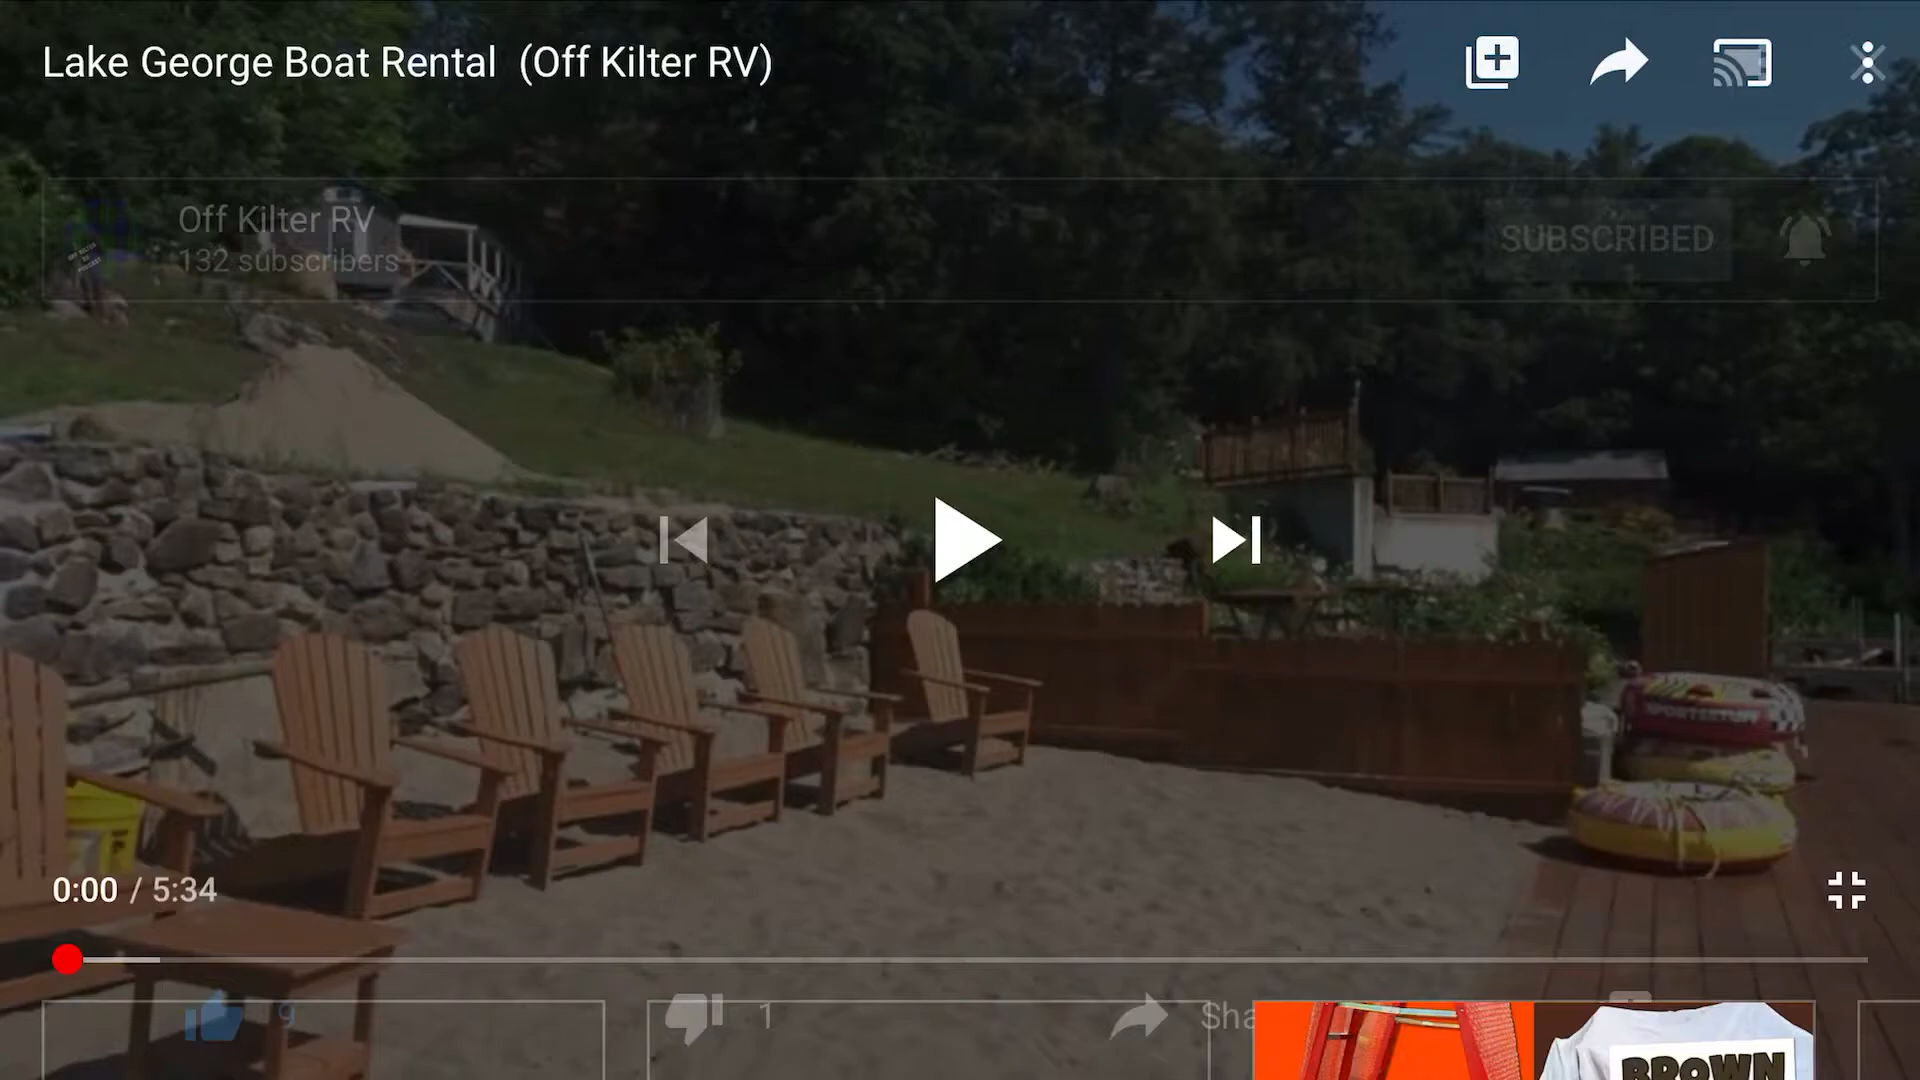 Lake George Boat Rental (Off Kilter RV)
Off Kilter RV
132 subscribers
SUBSCRIBED
SPORTSSTUFF
0:00 / 5:34
9
1
Sha
BROWN